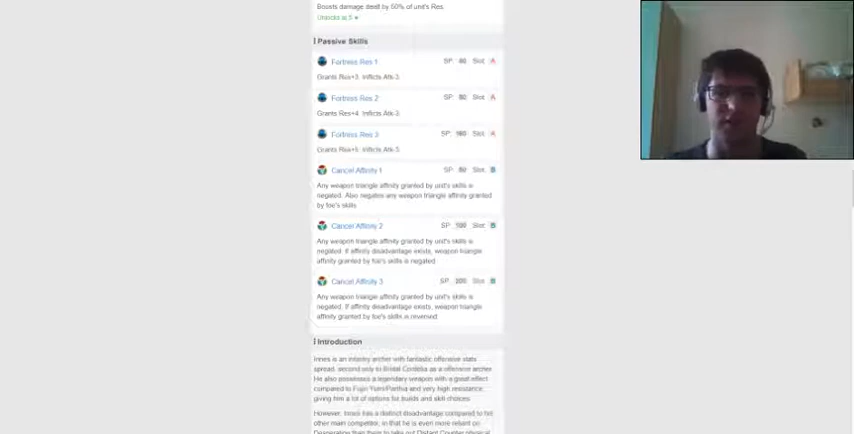 Boosts damage dealt by 50% of unit's Res.
Unlocks at 5 ★
Passive Skills
Fortress Res 1 SP: 40 Slot: A
Grants Res+3. Inflicts Atk-3.
Fortress Res 2 SP: 80 Slot: A
Grants Res+4. Inflicts Atk-3.
Fortress Res 3 SP: 160 Slot: A
Grants Res+5. Inflicts Atk-3.
Cancel Affinity 1 SP: 60 Slot: B
Any weapon triangle affinity granted by unit's skills is
negated. Also negates any weapon triangle affinity granted
by foe's skills.
Cancel Affinity 2 SP: 100 Slot: B
Any weapon triangle affinity granted by unit's skills is
negated. If affinity disadvantage exists, weapon triangle
affinity granted by foe's skills is negated.
Cancel Affinity 3 SP: 200 Slot: B
Any weapon triangle affinity granted by unit's skills is
negated. If affinity disadvantage exists, weapon triangle
affinity granted by foe's skills is reversed.
Introduction
Innes is an infantry archer with fantastic offensive stats
spread, second only to Bridal Cordelia as a offensive archer.
He also possesses a legendary weapon with a great effect
compared to Fujin Yumi/Parthia and very high resistance,
giving him a lot of options for builds and skill choices.
However, Innes has a distinct disadvantage compared to his
other main competitor, in that he is even more reliant on
Desperation than them to take out Distant Counter physical